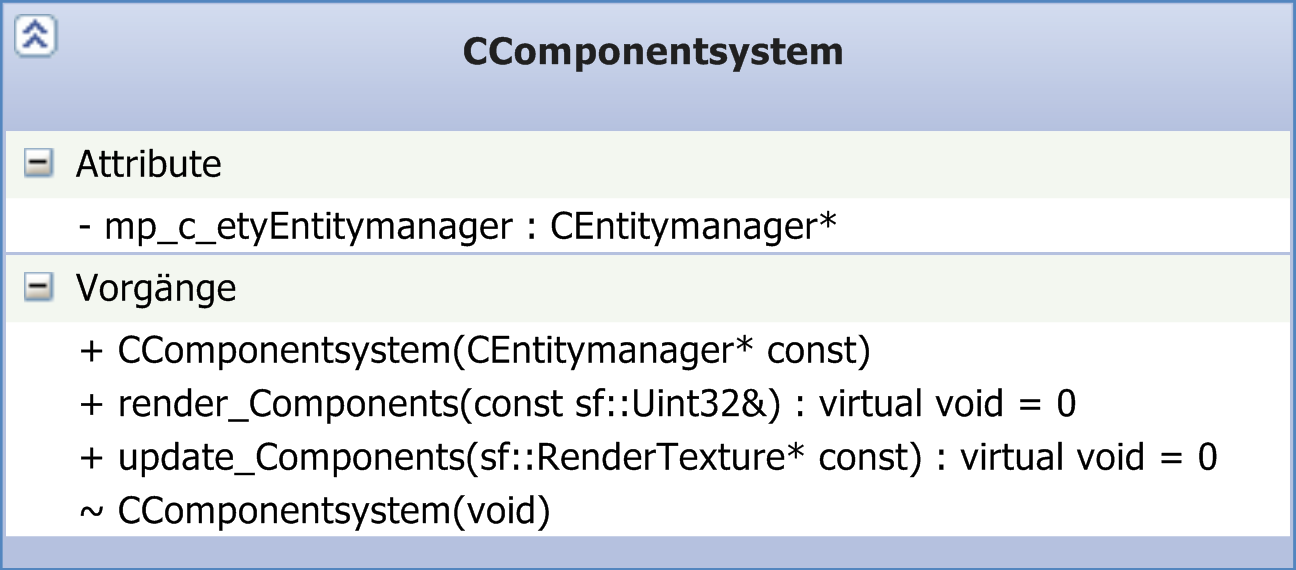 CComponentsystem
Attribute
- mp_c_etyEntitymanager : CEntitymanager*
Vorgänge
+ CComponentsystem(CEntitymanager* const)
+ render_Components(const sf::Uint32&) : virtual void = 0
+ update_Components(sf::RenderTexture* const) : virtual void = 0
~ CComponentsystem(void)